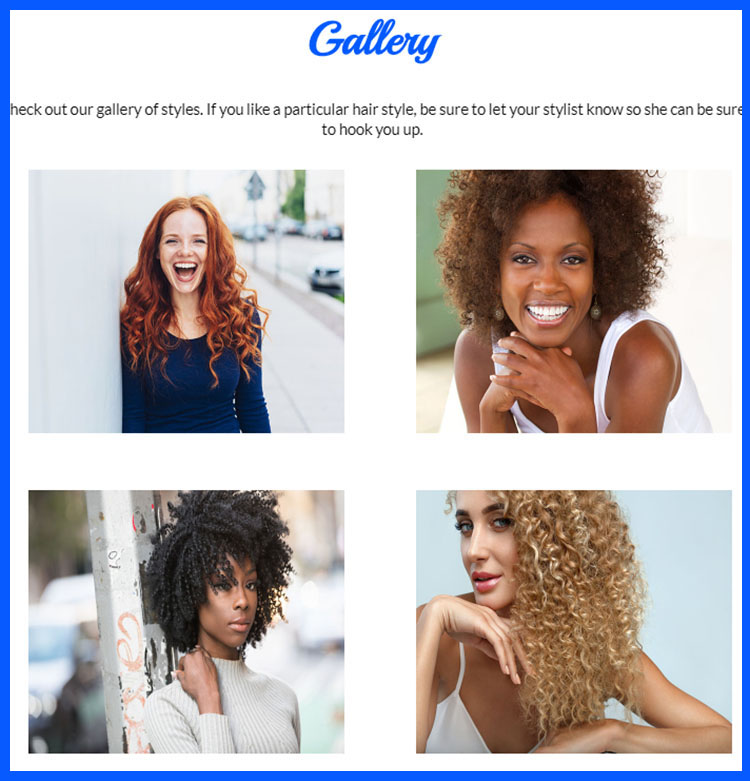 Gallery
heck out our gallery of styles. If you like a particular hair style, be sure to let your stylist know so she can be sure
to hook you up.